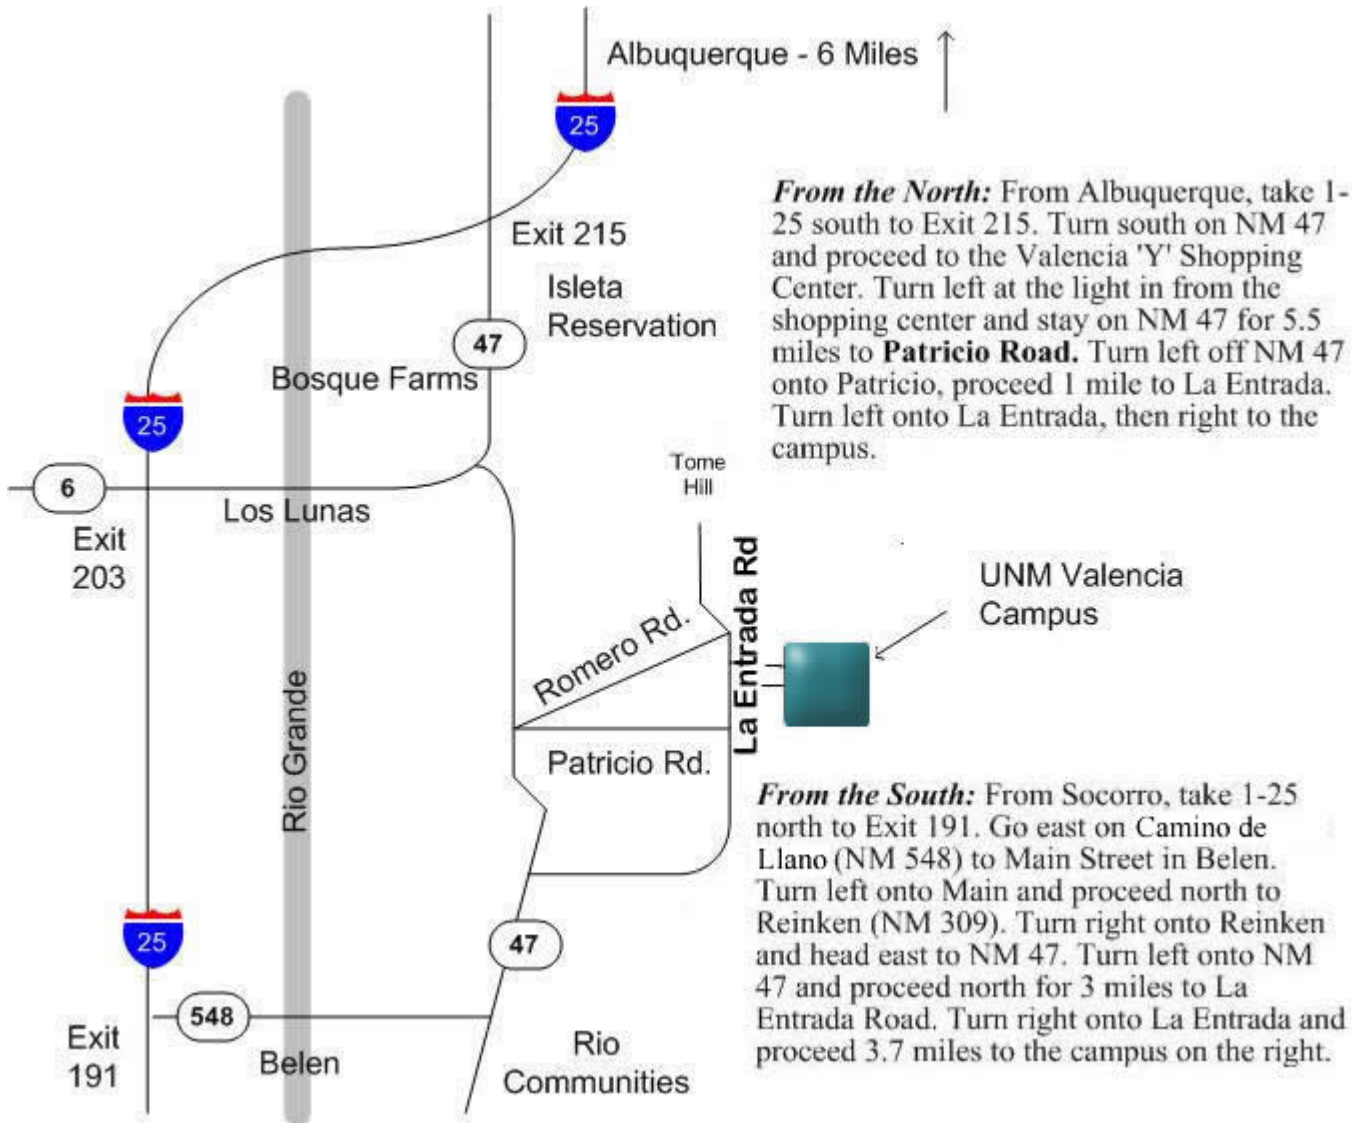 Albuquerque - 6 Miles
25
From the North: From Albuquerque, take 1-
25 south to Exit 215. Turn south on NM 47
and proceed to the Valencia 'Y' Shopping
Center. Turn left at the light in from the
shopping center and stay on NM 47 for 5.5
miles to Patricio Road. Turn left off NM 47
onto Patricio, proceed 1 mile to La Entrada.
Turn left onto La Entrada, then right to the
campus.
Exit 215
Isleta
Reservation
47
Bosque Farms
25
6
Los Lunas
Exit
203
Tome
Hill
La Entrada Rd
UNM Valencia
Campus
Romero Rd.
Rio Grande
Patricio Rd.
From the South: From Socorro, take 1-25
north to Exit 191. Go east on Camino de
Llano (NM 548) to Main Street in Belen.
Turn left onto Main and proceed north to
Reinken (NM 309). Turn right onto Reinken
and head east to NM 47. Turn left onto NM
47 and proceed north for 3 miles to La
Entrada Road. Turn right onto La Entrada and
proceed 3.7 miles to the campus on the right.
25
47
548
Exit
191
Belen
Rio
Communities